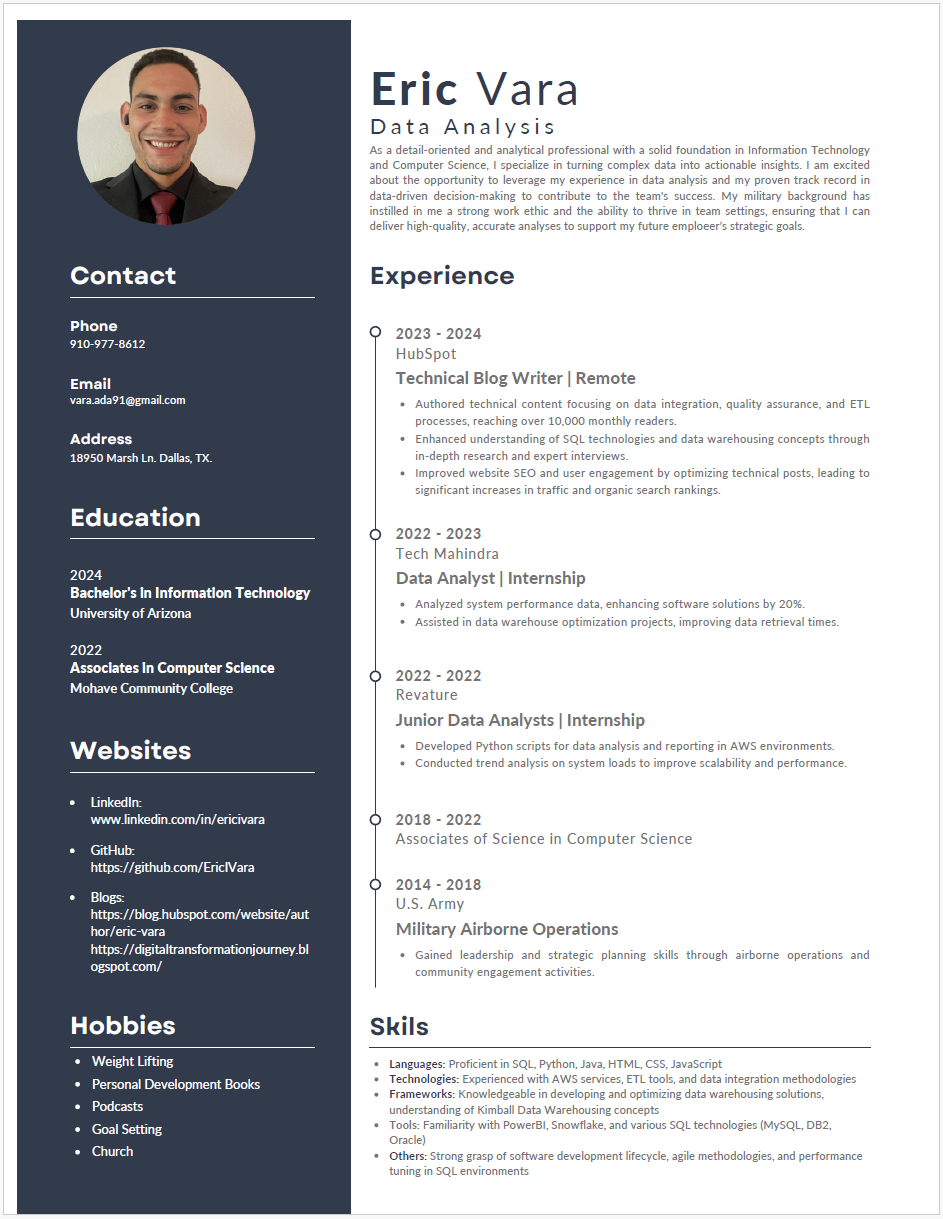 Contact
Phone
910-977-8612
Email
vara.ada91@gmail.com
Address
18950 Marsh Ln. Dallas, TX.
Education
2024
Bachelor's in Information Technology
University of Arizona
2022
Associates in Computer Science
Mohave Community College
Websites
LinkedIn:
www.linkedin.com/in/ericivara
GitHub:
https://github.com/EricIVara
Blogs:
https://blog.hubspot.com/website/aut
hor/eric-vara
https://digitaltransformationjourney.bl
ogspot.com/
Hobbies
Weight Lifting
Personal Development Books
Podcasts
Goal Setting
Church
Eric Vara
Data Analysis
As a detail-oriented and analytical professional with a solid foundation in Information Technology
and Computer Science, I specialize in turning complex data into actionable insights. I am excited
about the opportunity to leverage my experience in data analysis and my proven track record in
data-driven decision-making to contribute to the team's success. My military background has
instilled in me a strong work ethic and the ability to thrive in team settings, ensuring that I can
deliver high-quality, accurate analyses to support my future emploeer's strategic goals.
Experience
2023 - 2024
HubSpot
Technical Blog Writer | Remote
Authored technical content focusing on data integration, quality assurance, and ETL
processes, reaching over 10,000 monthly readers.
Enhanced understanding of SQL technologies and data warehousing concepts through
in-depth research and expert interviews.
Improved website SEO and user engagement by optimizing technical posts, leading to
significant increases in traffic and organic search rankings.
2022 - 2023
Tech Mahindra
Data Analyst | Internship
Analyzed system performance data, enhancing software solutions by 20%.
Assisted in data warehouse optimization projects, improving data retrieval times.
2022 - 2022
Revature
Junior Data Analysts | Internship
Developed Python scripts for data analysis and reporting in AWS environments.
Conducted trend analysis on system loads to improve scalability and performance.
2018 - 2022
Associates of Science in Computer Science
2014 - 2018
U.S. Army
Military Airborne Operations
Gained leadership and strategic planning skills through airborne operations and
community engagement activities.
Skils
Languages: Proficient in SQL, Python, Java, HTML, CSS, JavaScript
Technologies: Experienced with AWS services, ETL tools, and data integration methodologies
Frameworks: Knowledgeable in developing and optimizing data warehousing solutions,
understanding of Kimball Data Warehousing concepts
Tools: Familiarity with PowerBI, Snowflake, and various SQL technologies (MySQL, DB2,
Oracle)
Others: Strong grasp of software development lifecycle, agile methodologies, and performance
tuning in SQL environments